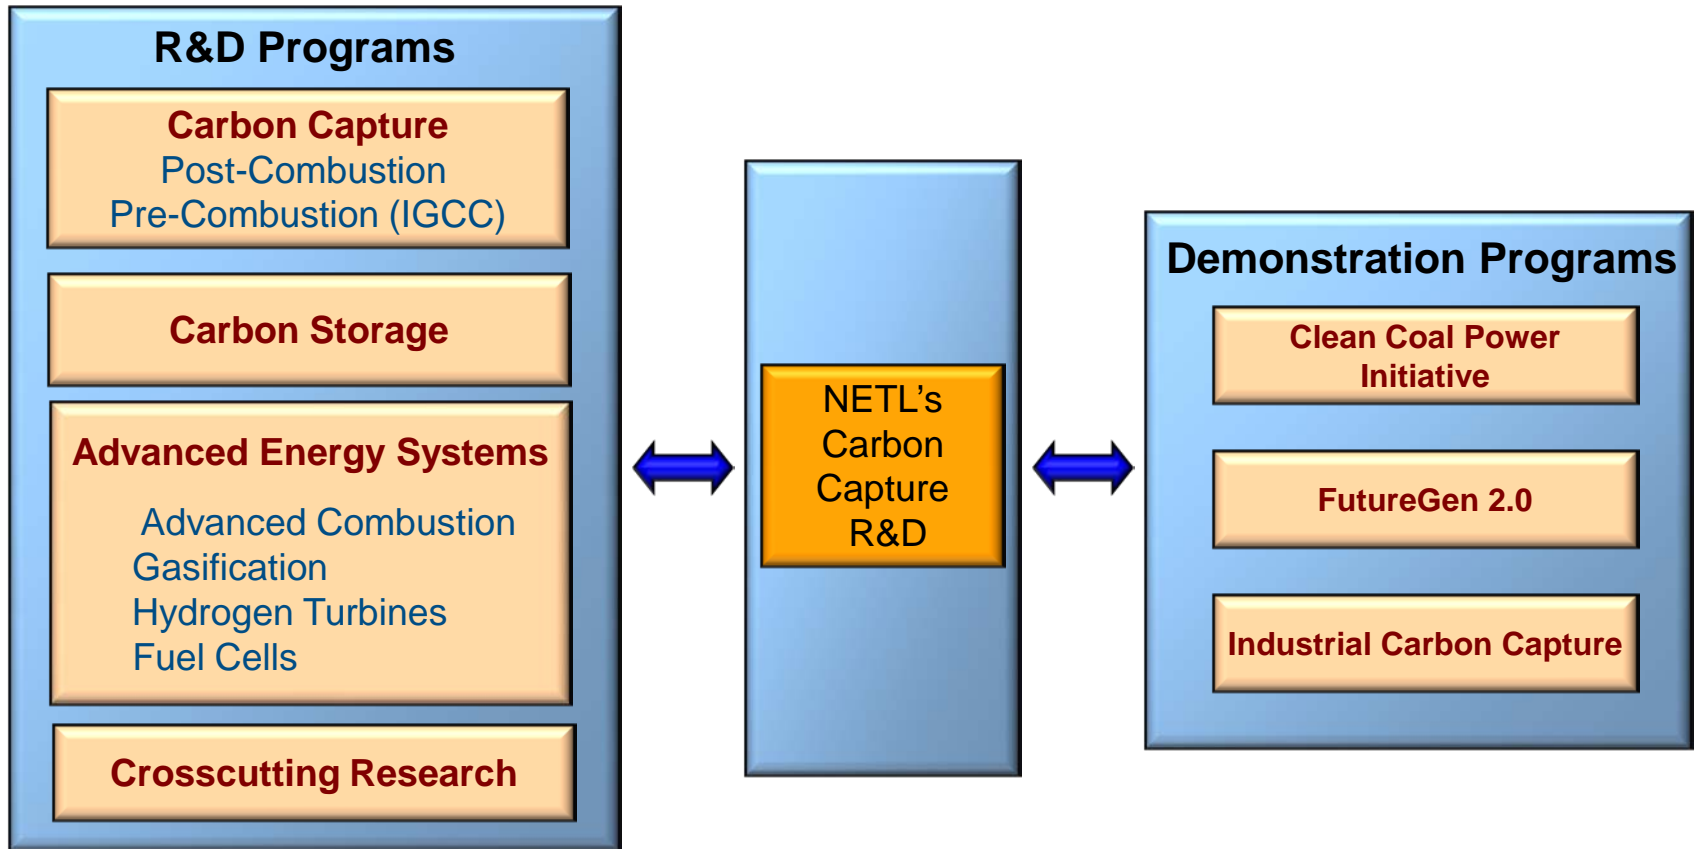 R&D Programs
Carbon Capture
Post-Combustion
Pre-Combustion (IGCC)
Carbon Storage
Advanced Energy Systems
Advanced Combustion
Gasification
Hydrogen Turbines
Fuel Cells
Crosscutting Research
NETL’s
Carbon
Capture
R&D
Demonstration Programs
Clean Coal Power
Initiative
FutureGen 2.0
Industrial Carbon Capture